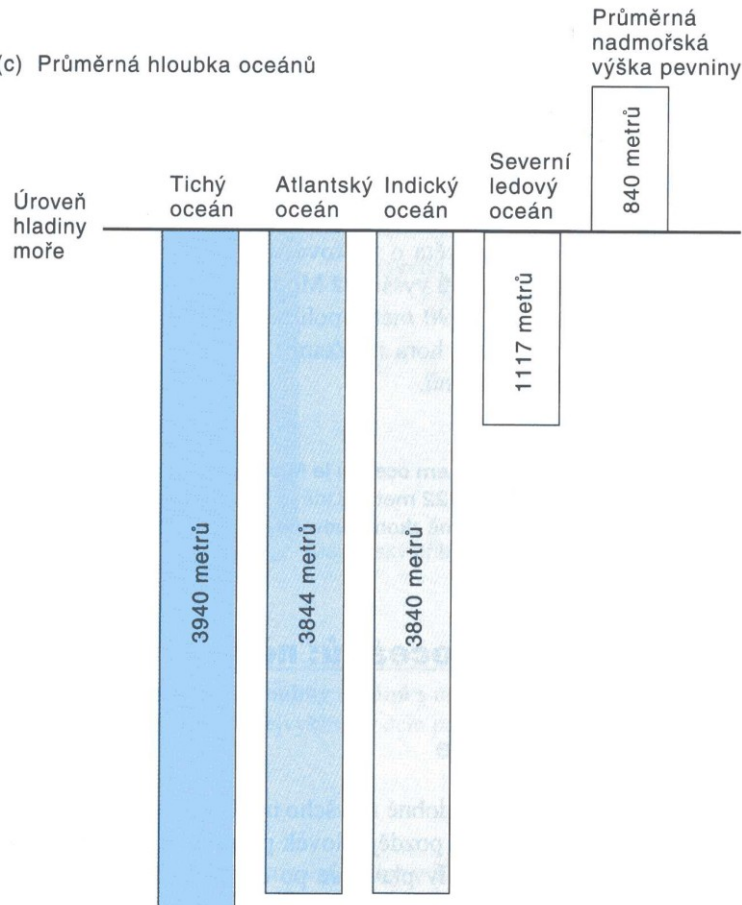 (c) Průměrná hloubka oceánů
Průměrná
nadmořská
výška pevniny
840 metrů
Úroveň
hladiny
moře
Tichý
oceán
Atlantský
oceán
Indický
oceán
Severní
ledový
oceán
3940 metrů
3844 metrů
3840 metrů
1117 metrů